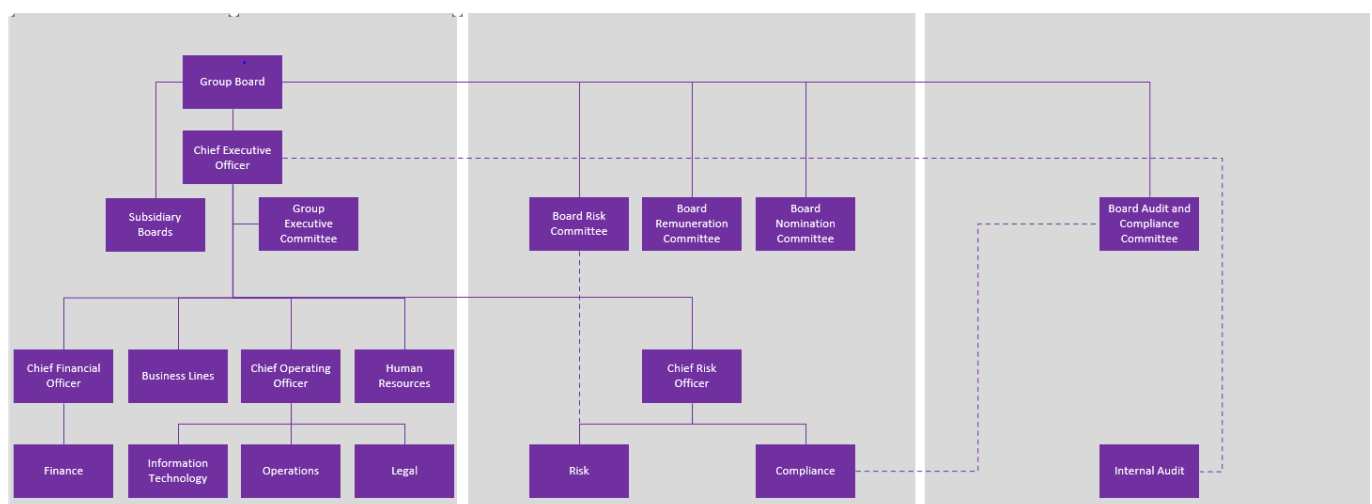 Group Board
Chief Executive
Officer
Subsidiary
Boards
Group
Executive
Committee
Board Risk
Committee
Board
Remuneration
Committee
Board
Nomination
Committee
Board Audit and
Compliance
Committee
Chief Financial
Officer
Business Lines
Chief Operating
Officer
Human
Resources
Chief Risk
Officer
Finance
Information
Technology
Operations
Legal
Risk
Compliance
Internal Audit